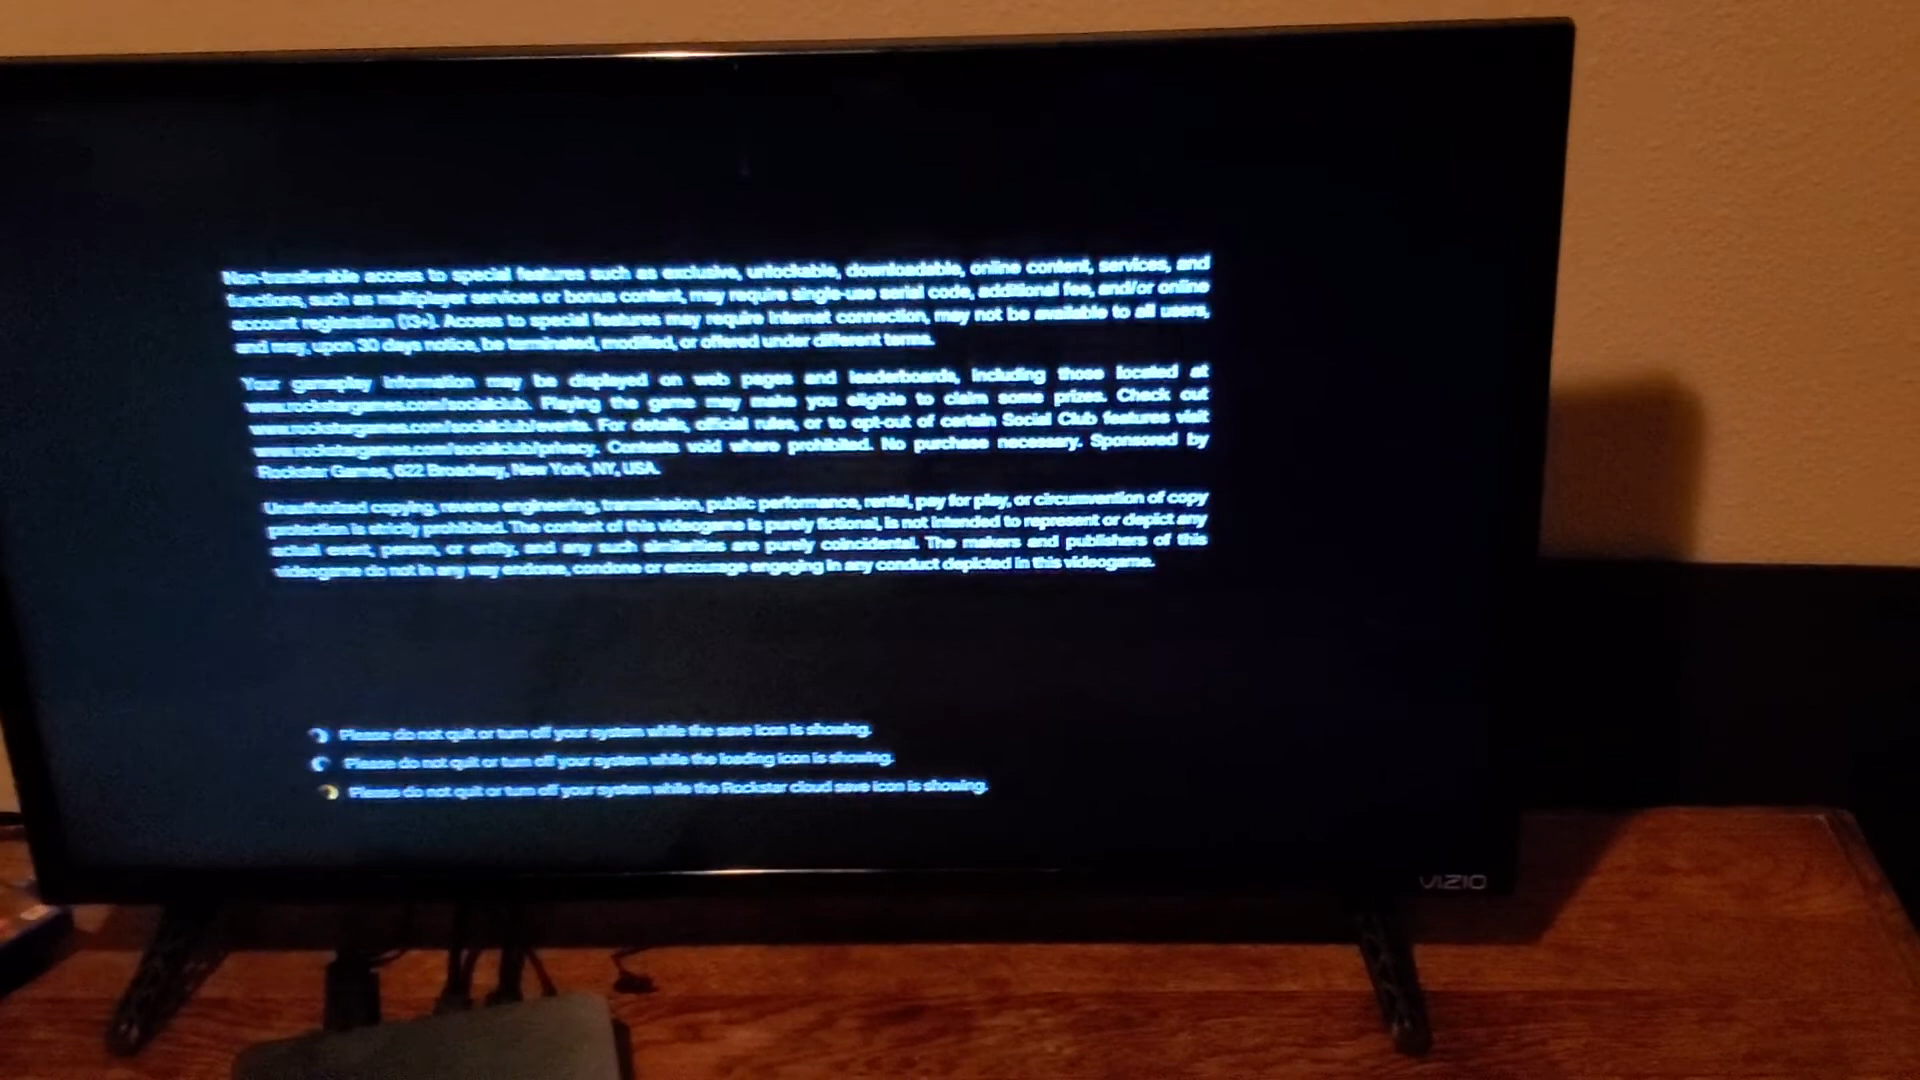 Non-transferable access to special features such as exclusive, unlockable, downloadable, online content, services, and
functions, such as multiplayer services or bonus content, may require single-use serial code, additional fee, and/or online
account registration (13+). Access to special features may require internet connection, may not be available to all users,
and may, upon 30 days notice, be terminated, modified, or offered under different terms.
Your gameplay information may be displayed on web pages and leaderboards, including those located at
www.rockstargames.com/socialclub. Playing the game may make you eligible to claim some prizes. Check out
www.rockstargames.com/socialclub/events. For details, official rules, or to opt-out of certain Social Club features visit
www.rockstargames.com/socialclub/privacy. Contests void where prohibited. No purchase necessary. Sponsored by
Rockstar Games, 622 Broadway, New York, NY, USA.
Unauthorized copying, reverse engineering, transmission, public performance, rental, pay for play, or circumvention of copy
protection is strictly prohibited. The content of this videogame is purely fictional, is not intended to represent or depict any
actual event, person, or entity, and any such similarities are purely coincidental. The makers and publishers of this
videogame do not in any way endorse, condone or encourage engaging in any conduct depicted in this videogame.
Please do not quit or turn off your system while the save icon is showing.
Please do not quit or turn off your system while the loading icon is showing.
Please do not quit or turn off your system while the Rockstar cloud save icon is showing.
VIZIO